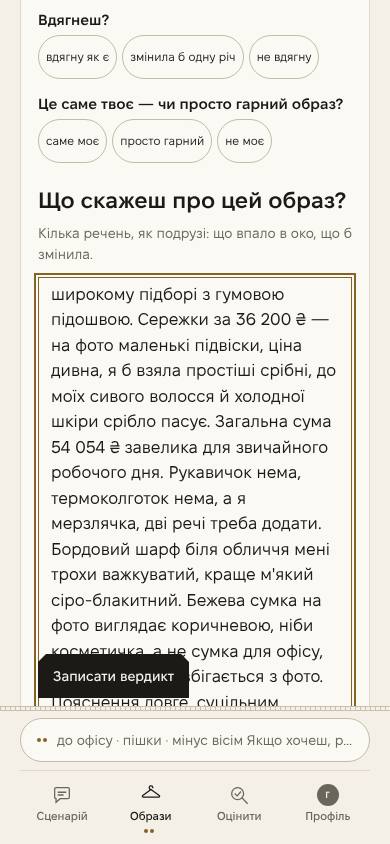 Вдягнеш?
вдягну як є
змінила б одну річ
не вдягну
Це саме твоє — чи просто гарний образ?
саме моє
просто гарний
не моє
Що скажеш про цей образ?
Кілька речень, як подрузі: що впало в око, що б
змінила.
широкому підборі з гумовою
підошвою. Сережки за 36 200 ₴ —
на фото маленькі підвіски, ціна
дивна, я б взяла простіші срібні, до
моїх сивого волосся й холодної
шкіри срібло пасує. Загальна сума
54 054 ₴ завелика для звичайного
робочого дня. Рукавичок нема,
термоколготок нема, а я
мерзлячка, дві речі треба додати.
Бордовий шарф біля обличчя мені
трохи важкуватий, краще м'який
сіро-блакитний. Бежева сумка на
фото виглядає коричневою, ніби
косметичка, а не сумка для офісу,
збігається з фото.
Записати вердикт
Пояснення довге, суцільним
до офісу · пішки · мінус вісім Якщо хочеш, р...
Сценарій
Образи
Оцінити
г
Профіль